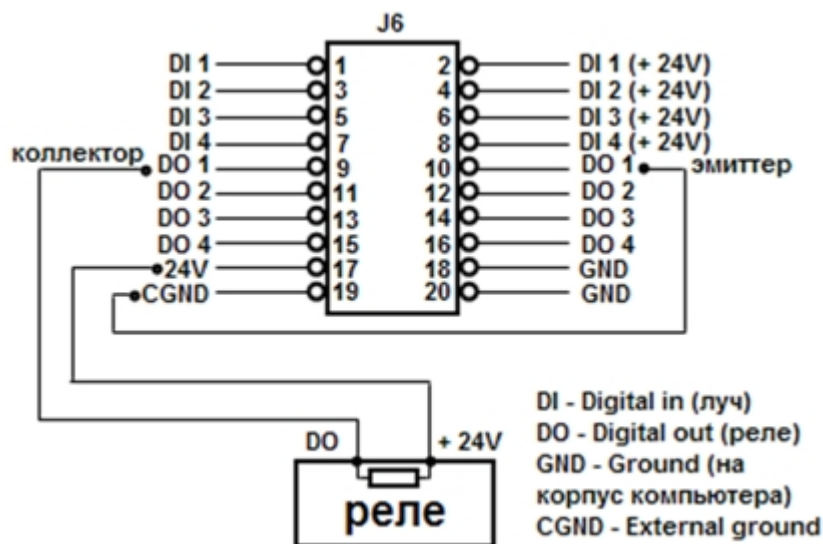 J6
DI 1 1 2 DI 1 (+ 24V)
DI 2 3 4 DI 2 (+ 24V)
DI 3 5 6 DI 3 (+ 24V)
DI 4 7 8 DI 4 (+ 24V)
коллектор DO 1 9 10 DO 1 эмиттер
DO 2 11 12 DO 2
DO 3 13 14 DO 3
DO 4 15 16 DO 4
24V 17 18 GND
CGND 19 20 GND
DO + 24V
реле
DI - Digital in (луч)
DO - Digital out (реле)
GND - Ground (на
корпус компьютера)
CGND - External ground